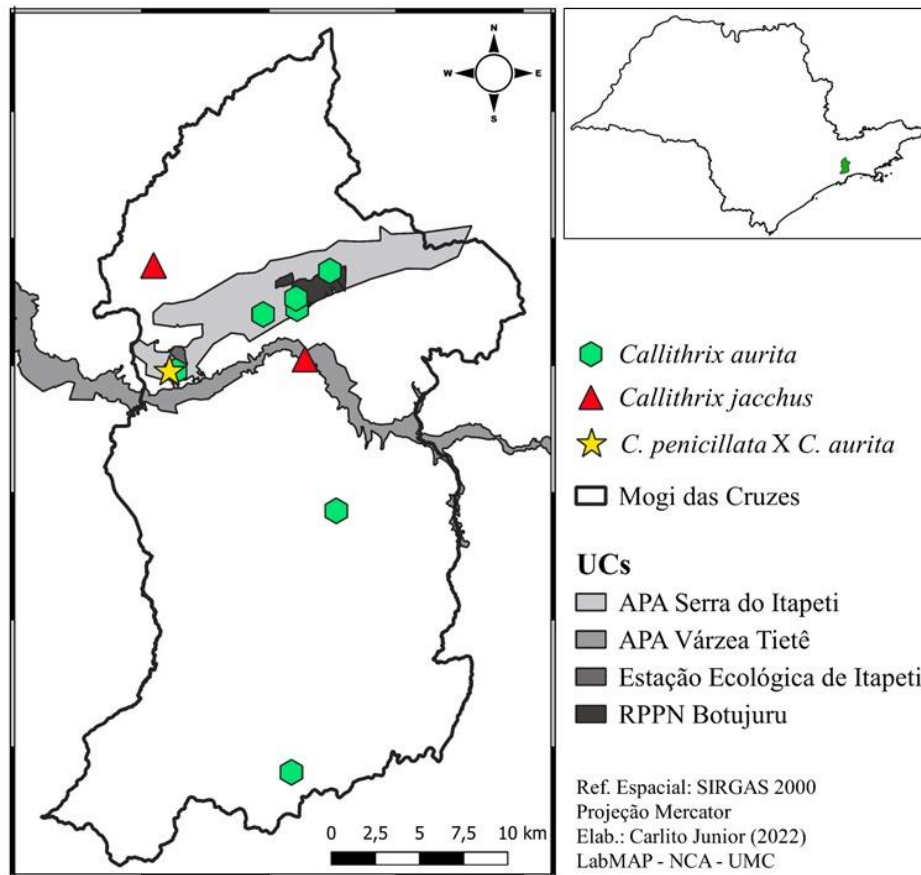 N
W E
S
Callithrix aurita
Callithrix jacchus
C. penicillata X C. aurita
Mogi das Cruzes
UCs
APA Serra do Itapeti
APA Várzea Tietê
Estação Ecológica de Itapeti
RPPN Botujuru
0 2,5 5 7,5 10 km
Ref. Espacial: SIRGAS 2000
Projeção Mercator
Elab.: Carlito Junior (2022)
LabMAP - NCA - UMC